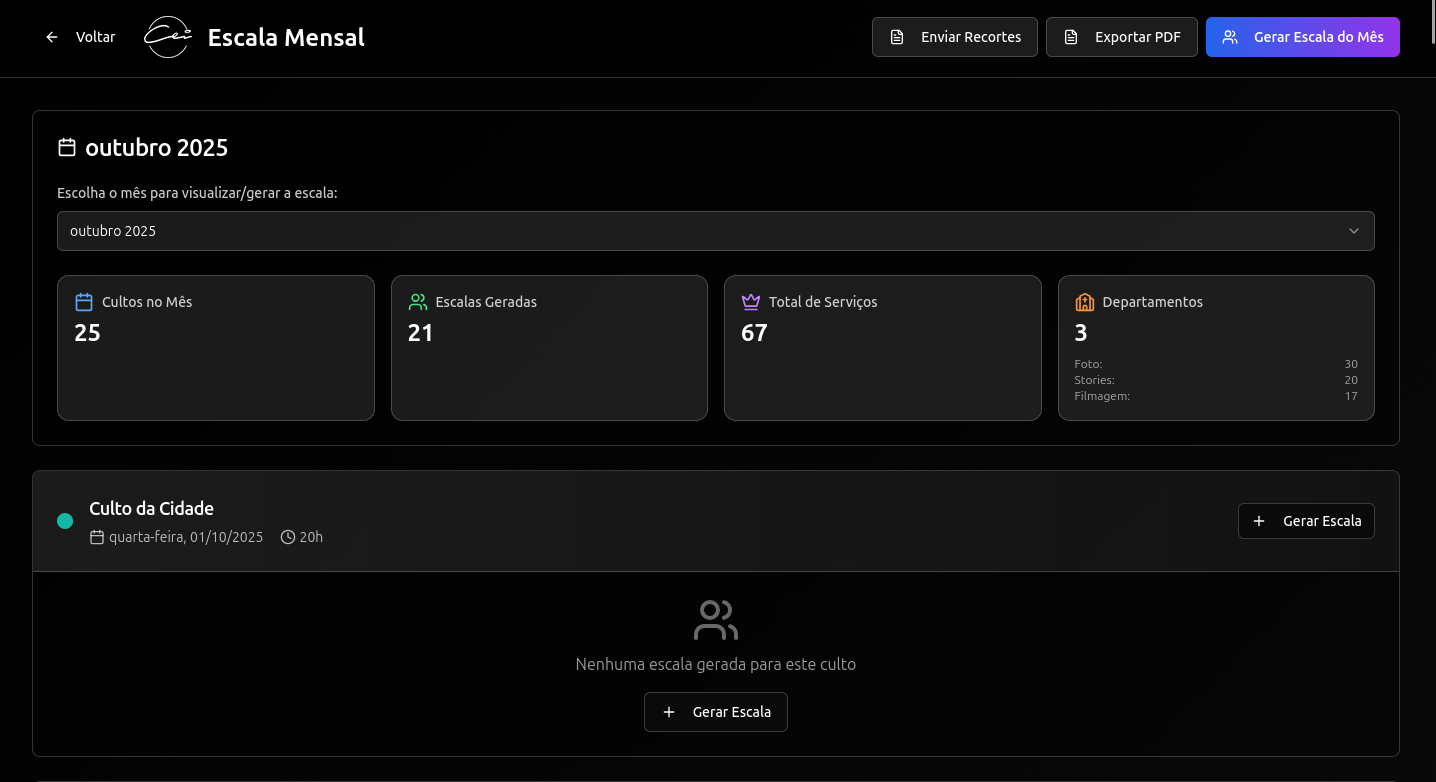 Voltar
Cei
Escala Mensal
Enviar Recortes
Exportar PDF
Gerar Escala do Mês
outubro 2025
Escolha o mês para visualizar/gerar a escala:
outubro 2025
Cultos no Mês
25
Escalas Geradas
21
Total de Serviços
67
Departamentos
3
Foto: 30
Stories: 20
Filmagem: 17
Culto da Cidade
quarta-feira, 01/10/2025 20h
Gerar Escala
Nenhuma escala gerada para este culto
Gerar Escala